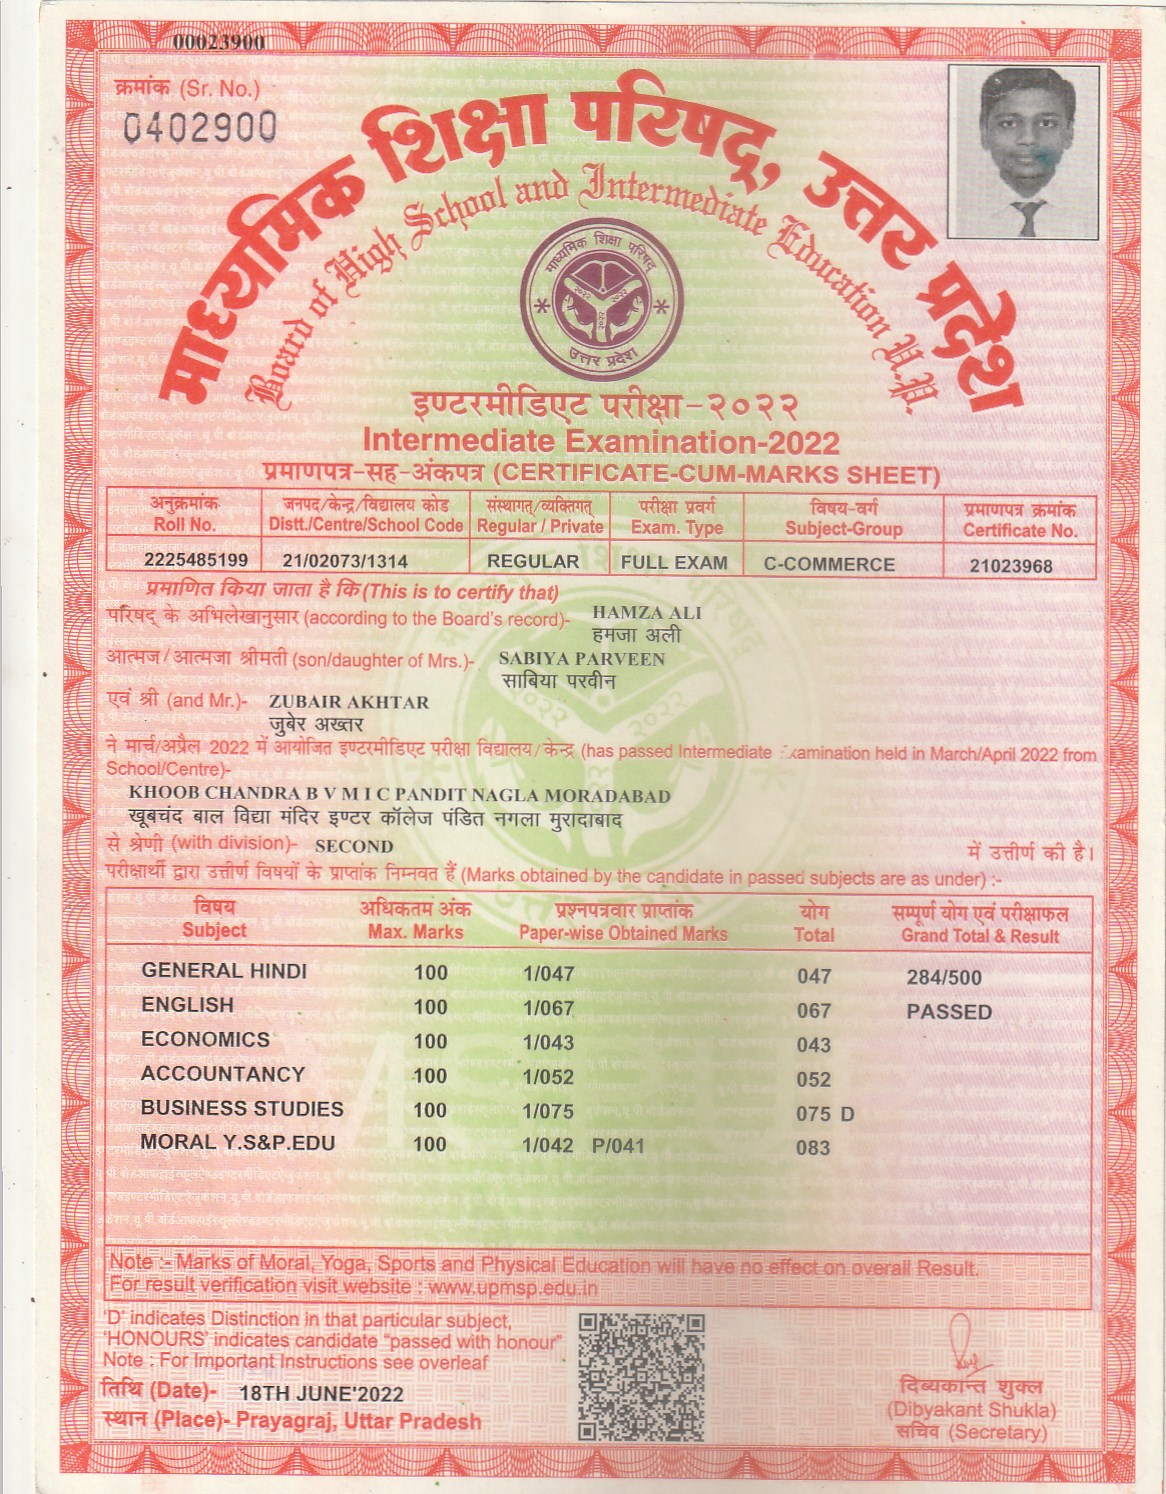 00023900
क्रमांक (Sr. No.)
0402900
माध्यमिक शिक्षा परिषद्, उत्तर प्रदेश
Board of High School and Intermediate Education U.P.
माध्यमिक शिक्षा परिषद्
२०२२ २०२२
२०२२
उत्तर प्रदेश
इण्टरमीडिएट परीक्षा-२०२२
Intermediate Examination-2022
प्रमाणपत्र-सह-अंकपत्र (CERTIFICATE-CUM-MARKS SHEET)
अनुक्रमांक जनपद/केन्द्र/विद्यालय कोड संस्थागत्/व्यक्तिगत् परीक्षा प्रवर्ग विषय-वर्ग प्रमाणपत्र क्रमांक
Roll No. Distt./Centre/School Code Regular / Private Exam. Type Subject-Group Certificate No.
2225485199 21/02073/1314 REGULAR FULL EXAM C-COMMERCE 21023968
प्रमाणित किया जाता है कि (This is to certify that)
परिषद् के अभिलेखानुसार (according to the Board's record)- HAMZA ALI
हमजा अली
आत्मज/आत्मजा श्रीमती (son/daughter of Mrs.)- SABIYA PARVEEN
साबिया परवीन
एवं श्री (and Mr.)- ZUBAIR AKHTAR
जुबेर अख्तर
ने मार्च/अप्रैल 2022 में आयोजित इण्टरमीडिएट परीक्षा विद्यालय/केन्द्र (has passed Intermediate Examination held in March/April 2022 from
School/Centre)-
KHOOB CHANDRA B V M I C PANDIT NAGLA MORADABAD
खूबचंद बाल विद्या मंदिर इण्टर कॉलेज पंडित नगला मुरादाबाद
से श्रेणी (with division)- SECOND में उत्तीर्ण की है।
परीक्षार्थी द्वारा उत्तीर्ण विषयों के प्राप्तांक निम्नवत हैं (Marks obtained by the candidate in passed subjects are as under) :-
विषय अधिकतम अंक प्रश्नपत्रवार प्राप्तांक योग सम्पूर्ण योग एवं परीक्षाफल
Subject Max. Marks Paper-wise Obtained Marks Total Grand Total & Result
GENERAL HINDI 100 1/047 047 284/500
ENGLISH 100 1/067 067 PASSED
ECONOMICS 100 1/043 043
ACCOUNTANCY 100 1/052 052
BUSINESS STUDIES 100 1/075 075 D
MORAL Y.S&P.EDU 100 1/042 P/041 083
Note :- Marks of Moral, Yoga, Sports and Physical Education will have no effect on overall Result.
For result verification visit website : www.upmsp.edu.in
'D' indicates Distinction in that particular subject,
'HONOURS' indicates candidate "passed with honour"
Note : For Important Instructions see overleaf
तिथि (Date)- 18TH JUNE'2022
स्थान (Place)- Prayagraj, Uttar Pradesh
दिब्यकान्त शुक्ल
(Dibyakant Shukla)
सचिव (Secretary)